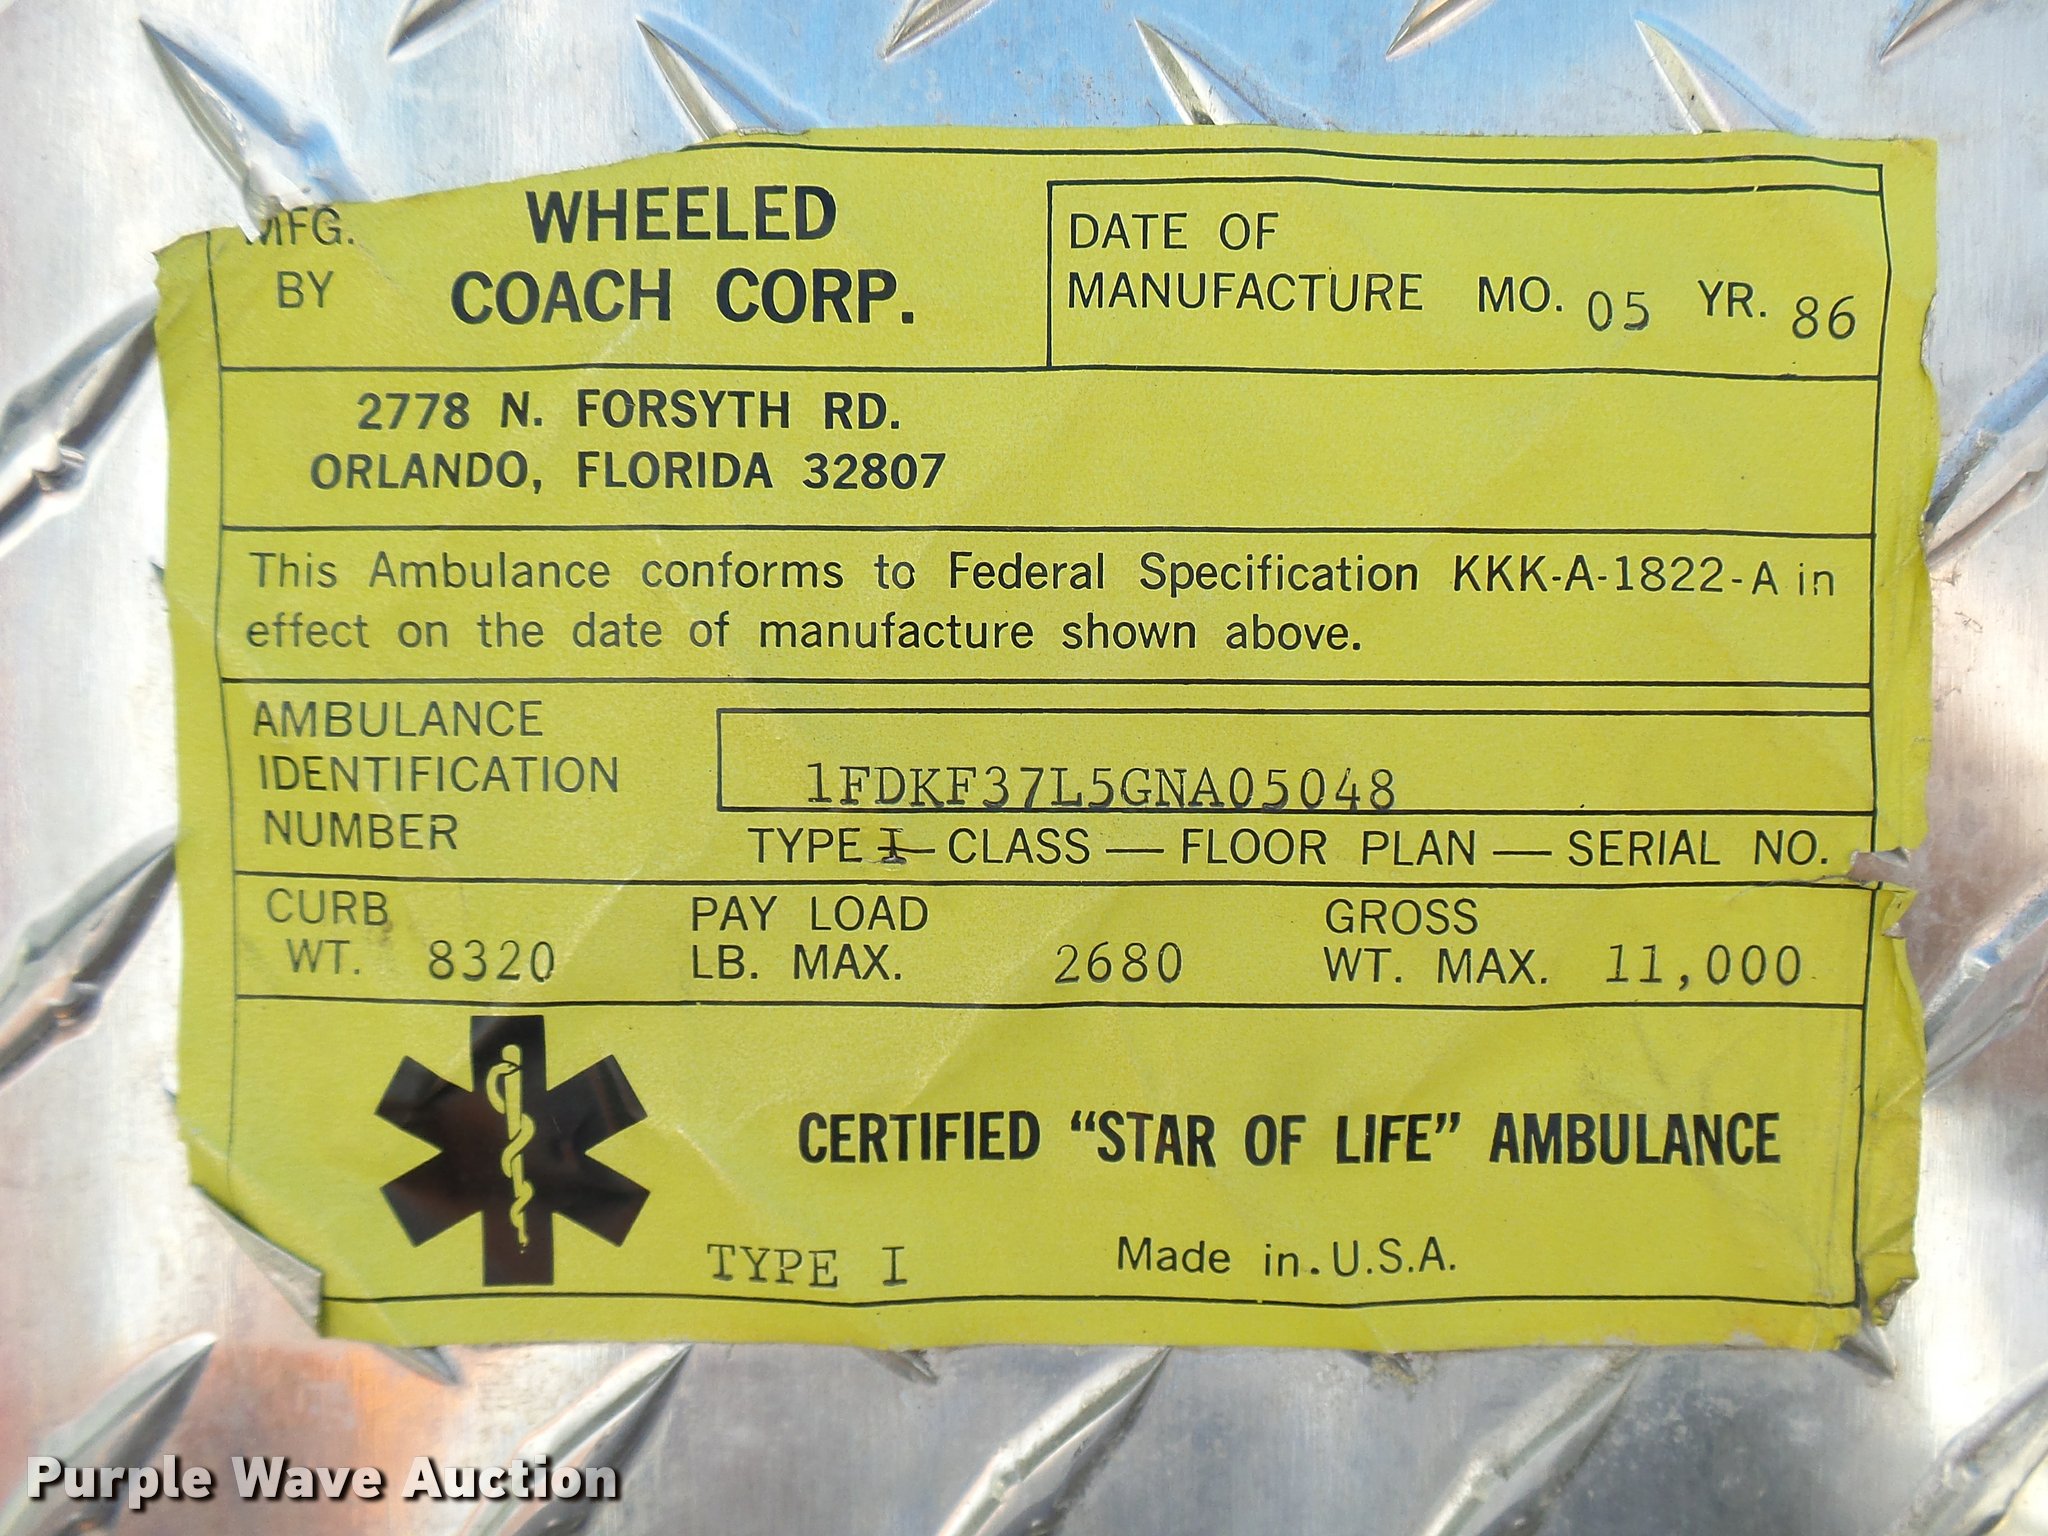 MFG. BY
WHEELED
COACH CORP.
DATE OF
MANUFACTURE MO. 05 YR. 86
2778 N. FORSYTH RD.
ORLANDO, FLORIDA 32807
This Ambulance conforms to Federal Specification KKK-A-1822-A in
effect on the date of manufacture shown above.
AMBULANCE
IDENTIFICATION
NUMBER
1FDKF37L5GNA05048
TYPE I — CLASS — FLOOR PLAN — SERIAL NO.
CURB
WT. 8320
PAY LOAD
LB. MAX. 2680
GROSS
WT. MAX. 11,000
CERTIFIED "STAR OF LIFE" AMBULANCE
TYPE I
Made in.U.S.A.
Purple Wave Auction